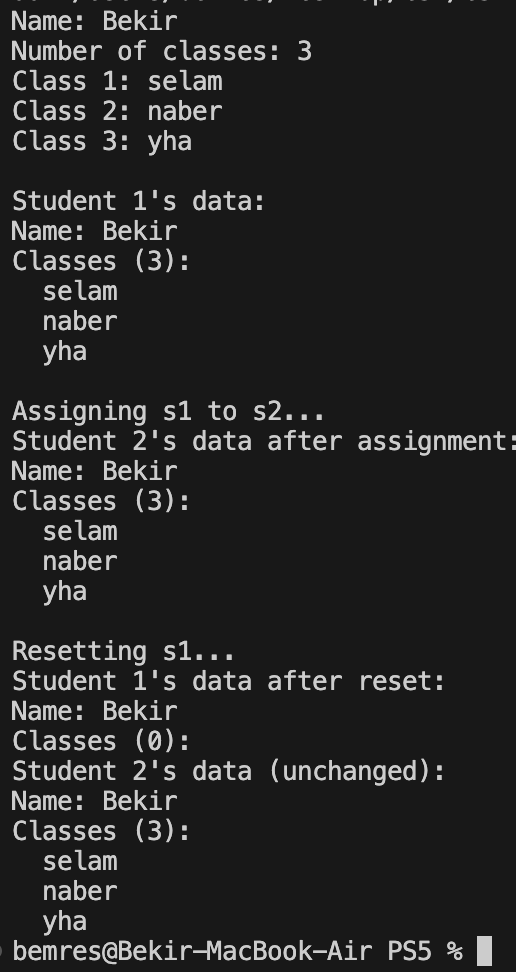 Name: Bekir
Number of classes: 3
Class 1: selam
Class 2: naber
Class 3: yha
Student 1's data:
Name: Bekir
Classes (3):
selam
naber
yha
Assigning s1 to s2...
Student 2's data after assignment:
Name: Bekir
Classes (3):
selam
naber
yha
Resetting s1...
Student 1's data after reset:
Name: Bekir
Classes (0):
Student 2's data (unchanged):
Name: Bekir
Classes (3):
selam
naber
yha
bemres@Bekir-MacBook-Air PS5 %